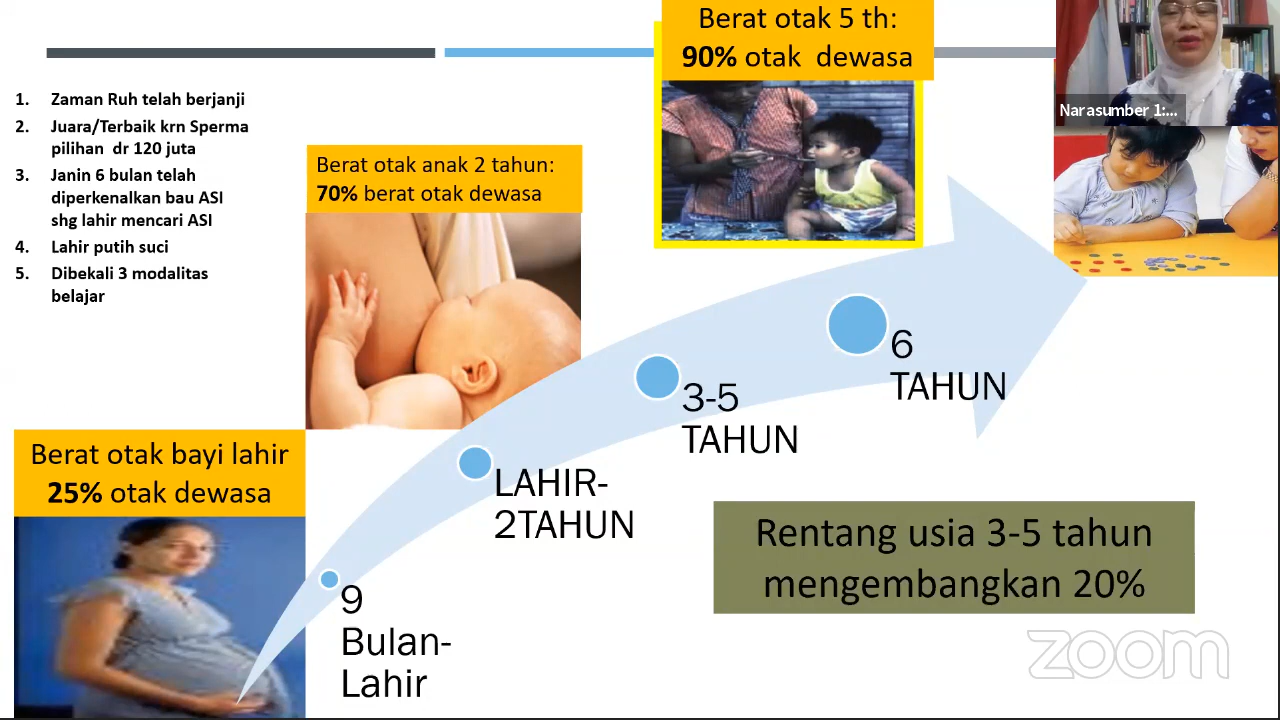 Berat otak 5 th:
90% otak dewasa
Narasumber 1:...
1. Zaman Ruh telah berjanji
2. Juara/Terbaik krn Sperma
pilihan dr 120 juta
3. Janin 6 bulan telah
diperkenalkan bau ASI
shg lahir mencari ASI
4. Lahir putih suci
5. Dibekali 3 modalitas
belajar
Berat otak anak 2 tahun:
70% berat otak dewasa
Berat otak bayi lahir
25% otak dewasa
9
Bulan-
Lahir
LAHIR-
2TAHUN
3-5
TAHUN
6
TAHUN
Rentang usia 3-5 tahun
mengembangkan 20%
zoom